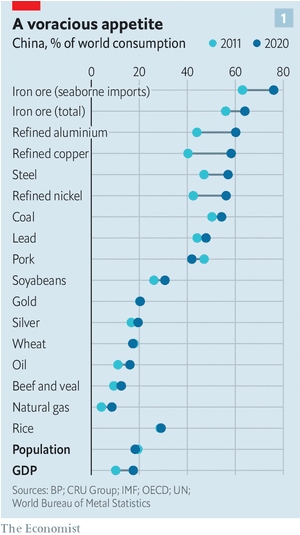 A voracious appetite
1
China, % of world consumption
2011
2020
0 20 40 60 80
Iron ore (seaborne imports)
Iron ore (total)
Refined aluminium
Refined copper
Steel
Refined nickel
Coal
Lead
Pork
Soyabeans
Gold
Silver
Wheat
Oil
Beef and veal
Natural gas
Rice
Population
GDP
Sources: BP; CRU Group; IMF; OECD; UN;
World Bureau of Metal Statistics
The Economist